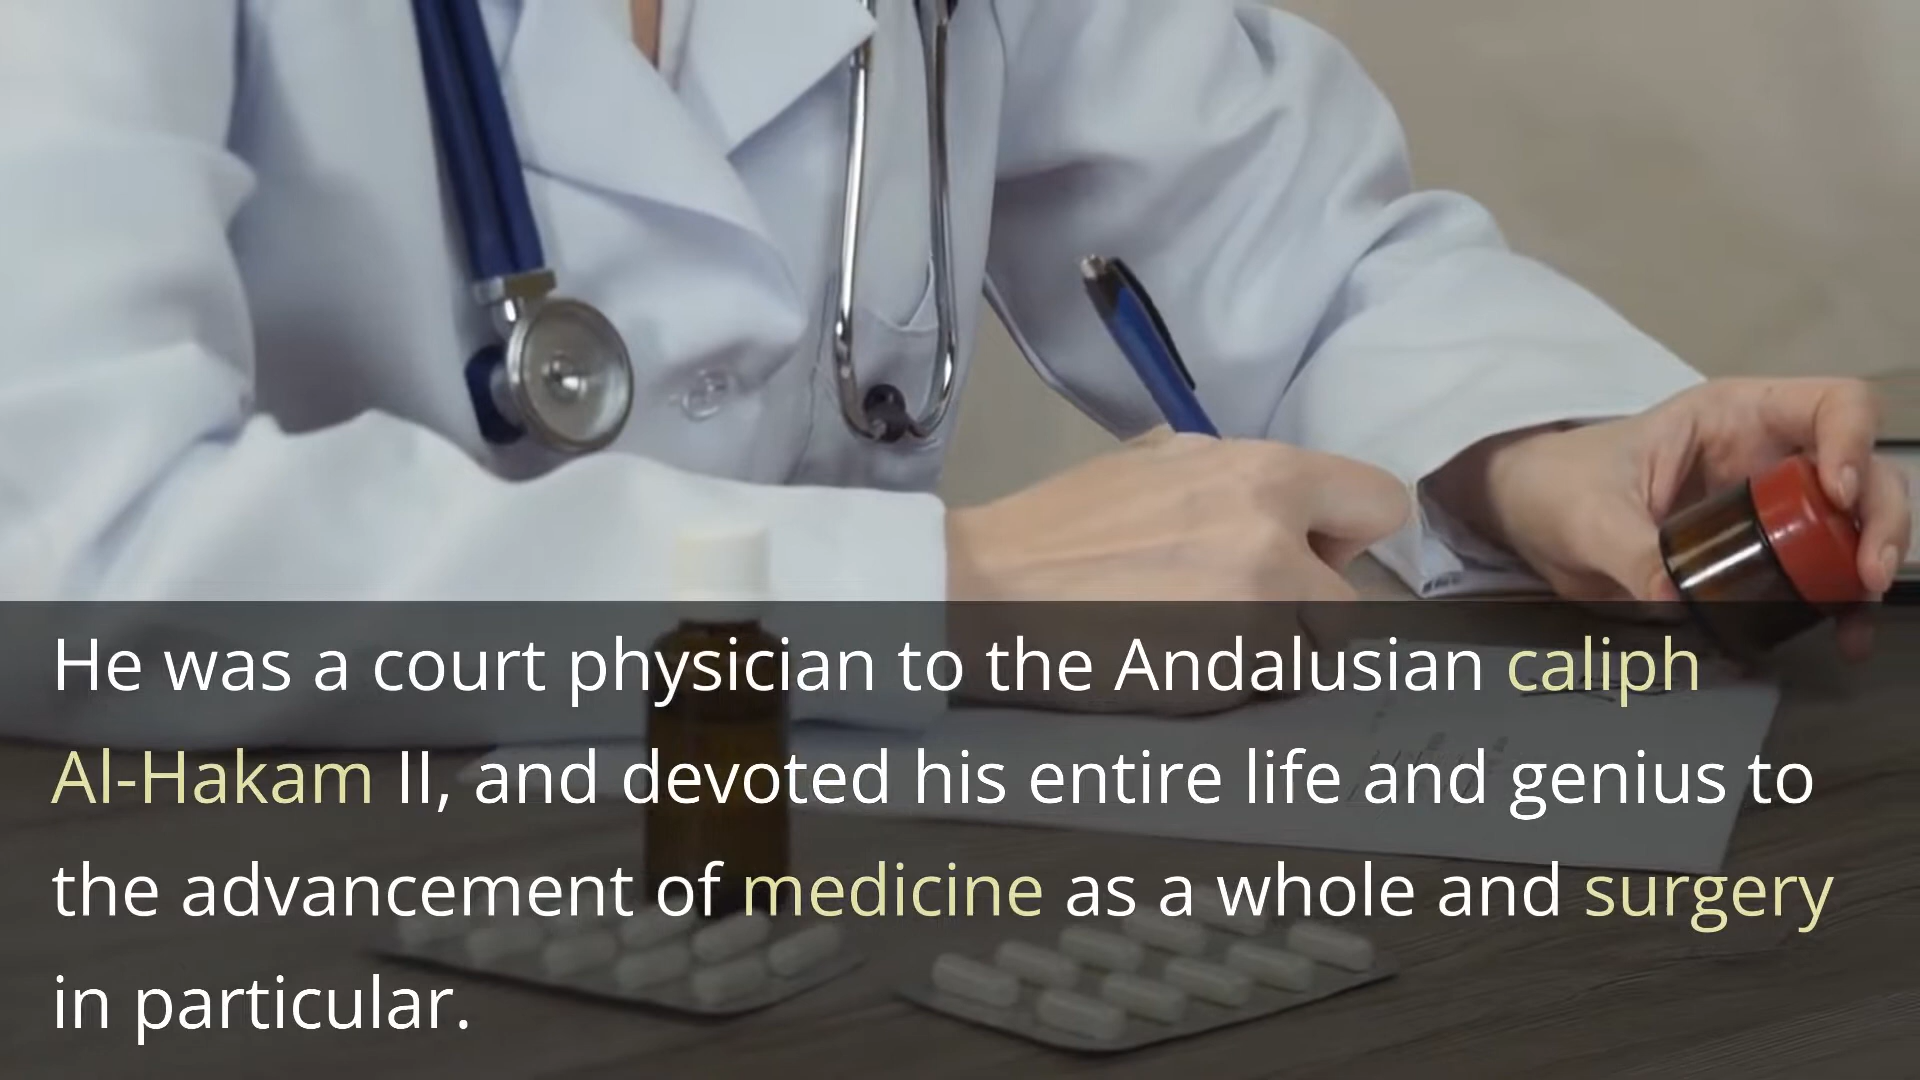 He was a court physician to the Andalusian caliph
Al-Hakam II, and devoted his entire life and genius to
the advancement of medicine as a whole and surgery
in particular.